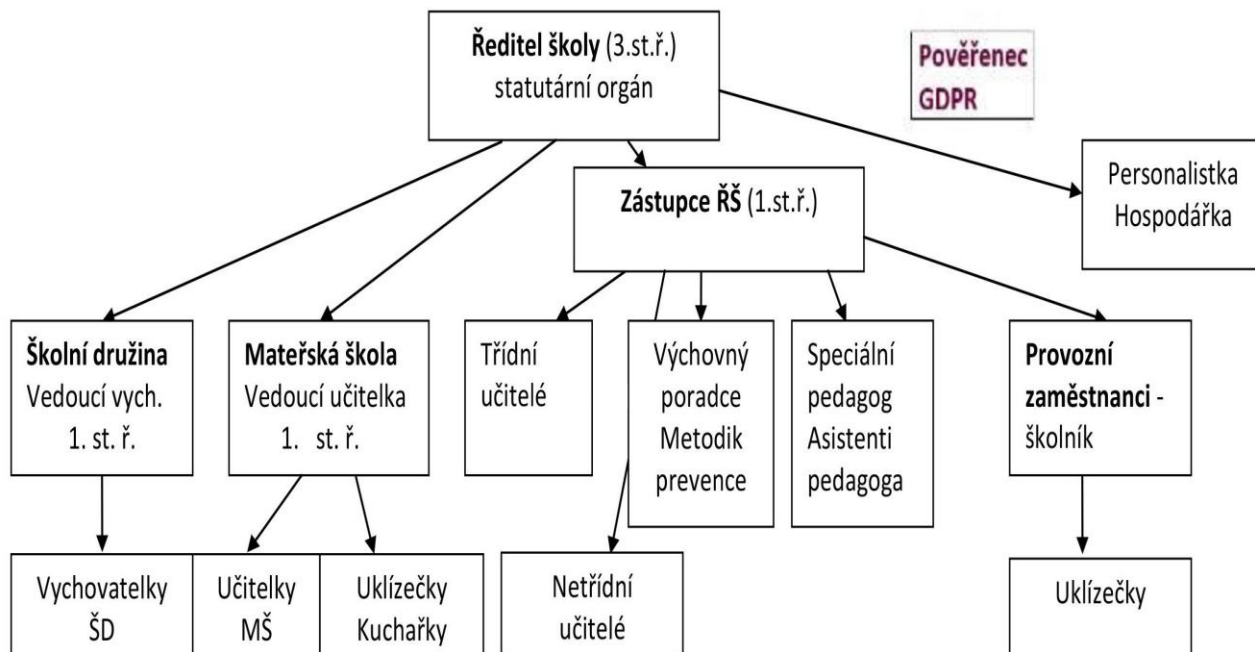 Ředitel školy (3.st.ř.)
statutární orgán
Pověřenec
GDPR
Personalistka
Hospodářka
Zástupce ŘŠ (1.st.ř.)
Školní družina
Vedoucí vych.
1. st. ř.
Mateřská škola
Vedoucí učitelka
1. st. ř.
Třídní
učitelé
Výchovný
poradce
Metodik
prevence
Speciální
pedagog
Asistenti
pedagoga
Provozní
zaměstnanci -
školník
Vychovatelky
ŠD
Učitelky
MŠ
Uklízečky
Kuchařky
Netřídní
učitelé
Uklízečky